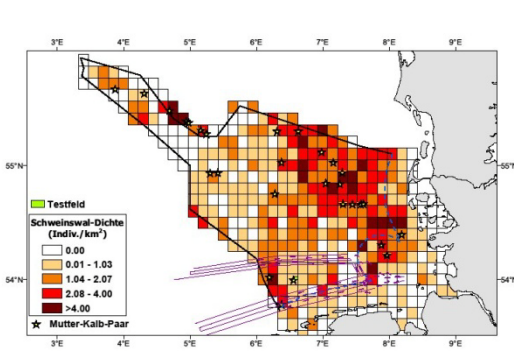 3°E 4°E 5°E 6°E 7°E 8°E 9°E
55°N 55°N
Testfeld
Schweinswal-Dichte
(Indiv./km²)
0.00
0.01 - 1.03
1.04 - 2.07
2.08 - 4.00
>4.00
Mutter-Kalb-Paar
54°N 54°N
3°E 4°E 5°E 6°E 7°E 8°E 9°E